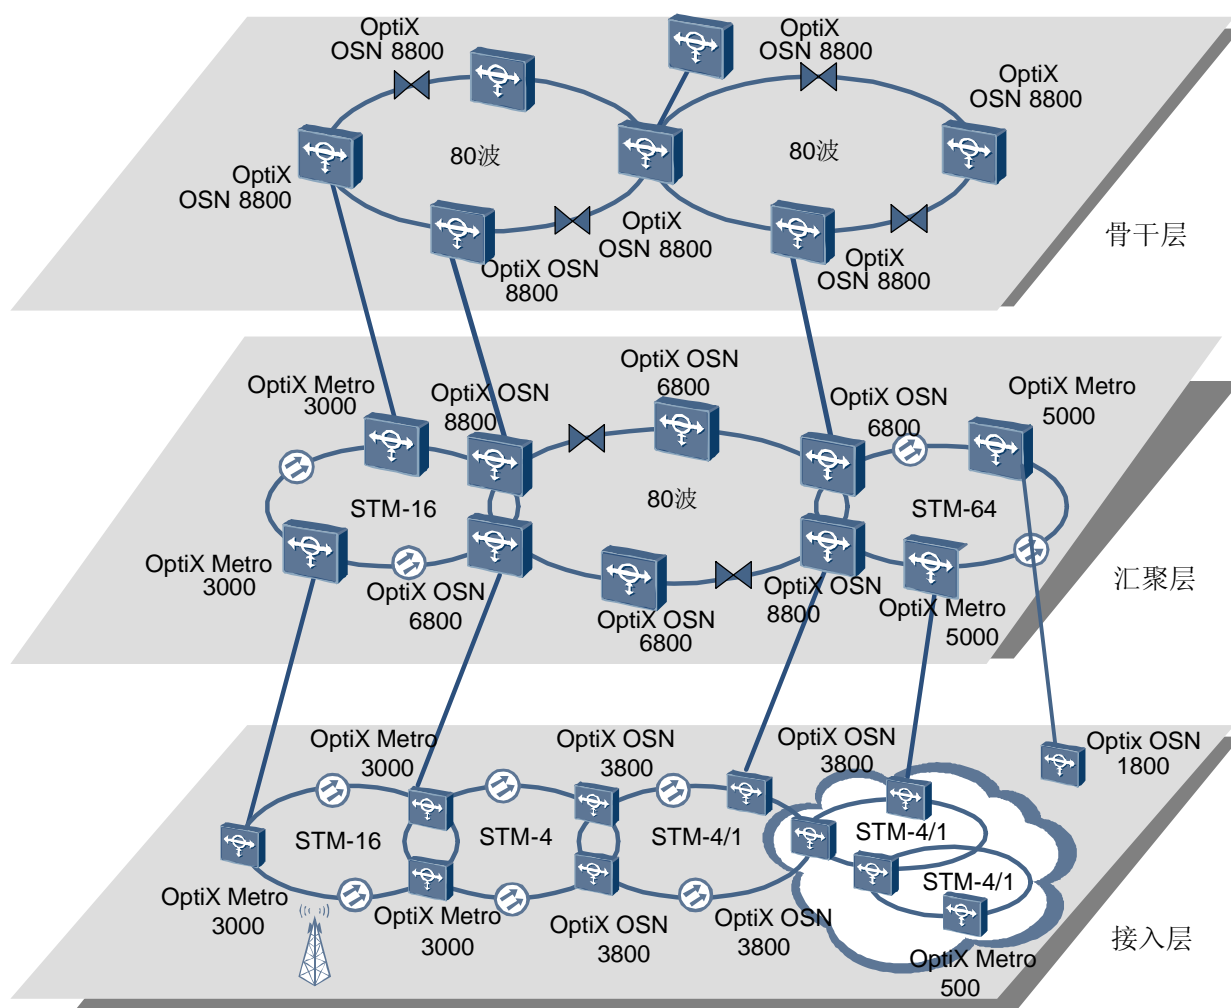 OptiX
OSN 8800
OptiX
OSN 8800
OptiX
OSN 8800
80波
80波
OptiX
OSN 8800
OptiX
OSN 8800
OptiX OSN
8800
OptiX
OSN 8800
骨干层
OptiX Metro
3000
OptiX OSN
8800
OptiX OSN
6800
OptiX OSN
6800
OptiX Metro
5000
STM-16
80波
STM-64
OptiX Metro
3000
OptiX OSN
6800
OptiX OSN
6800
OptiX OSN
8800
OptiX Metro
5000
汇聚层
OptiX Metro
3000
OptiX OSN
3800
OptiX OSN
3800
Optix OSN
1800
STM-16
STM-4
STM-4/1
STM-4/1
STM-4/1
OptiX Metro
3000
OptiX Metro
3000
OptiX OSN
3800
OptiX OSN
3800
OptiX Metro
500
接入层